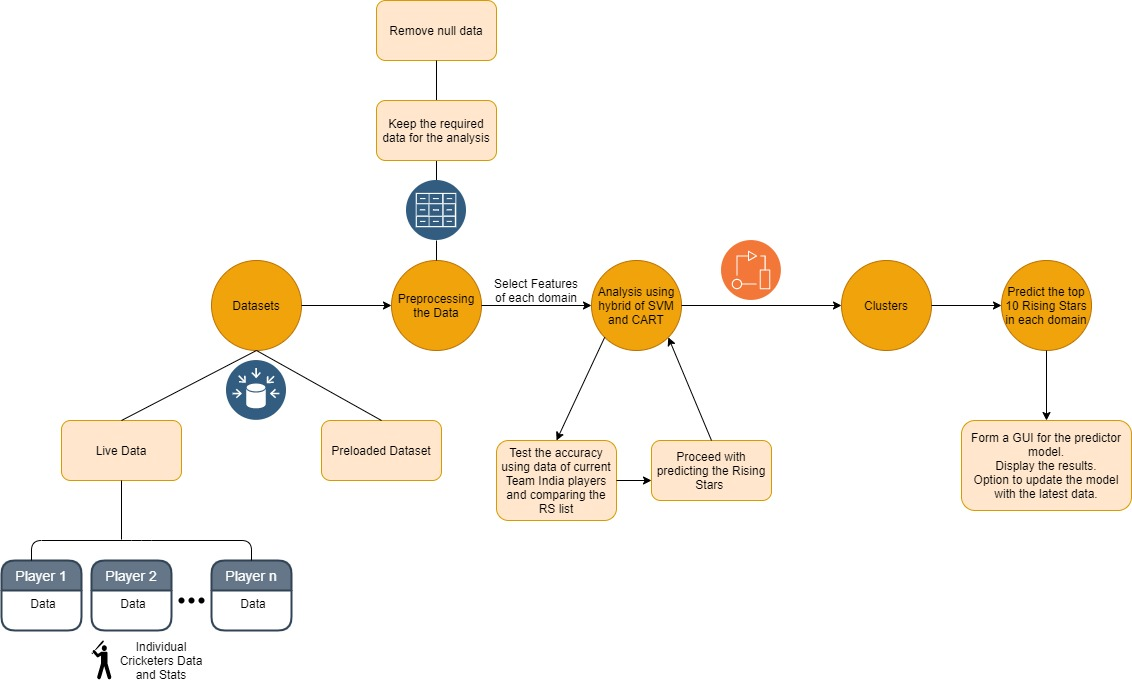 Remove null data
Keep the required
data for the analysis
Datasets
Preprocessing
the Data
Select Features
of each domain
Analysis using
hybrid of SVM
and CART
Clusters
Predict the top
10 Rising Stars
in each domain
Live Data
Preloaded Dataset
Test the accuracy
using data of current
Team India players
and comparing the
RS list
Proceed with
predicting the Rising
Stars
Form a GUI for the predictor
model.
Display the results.
Option to update the model
with the latest data.
Player 1
Data
Player 2
Data
Player n
Data
Individual
Cricketers Data
and Stats